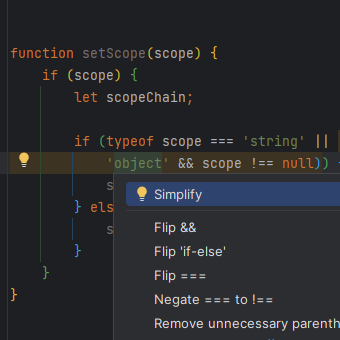 function setScope(scope) {
if (scope) {
let scopeChain;
if (typeof scope === 'string' ||
'object' && scope !== null)) {
s
} els
s
}
}
}
Simplify
Flip &&
Flip 'if-else'
Flip ===
Negate === to !==
Remove unnecessary parenth